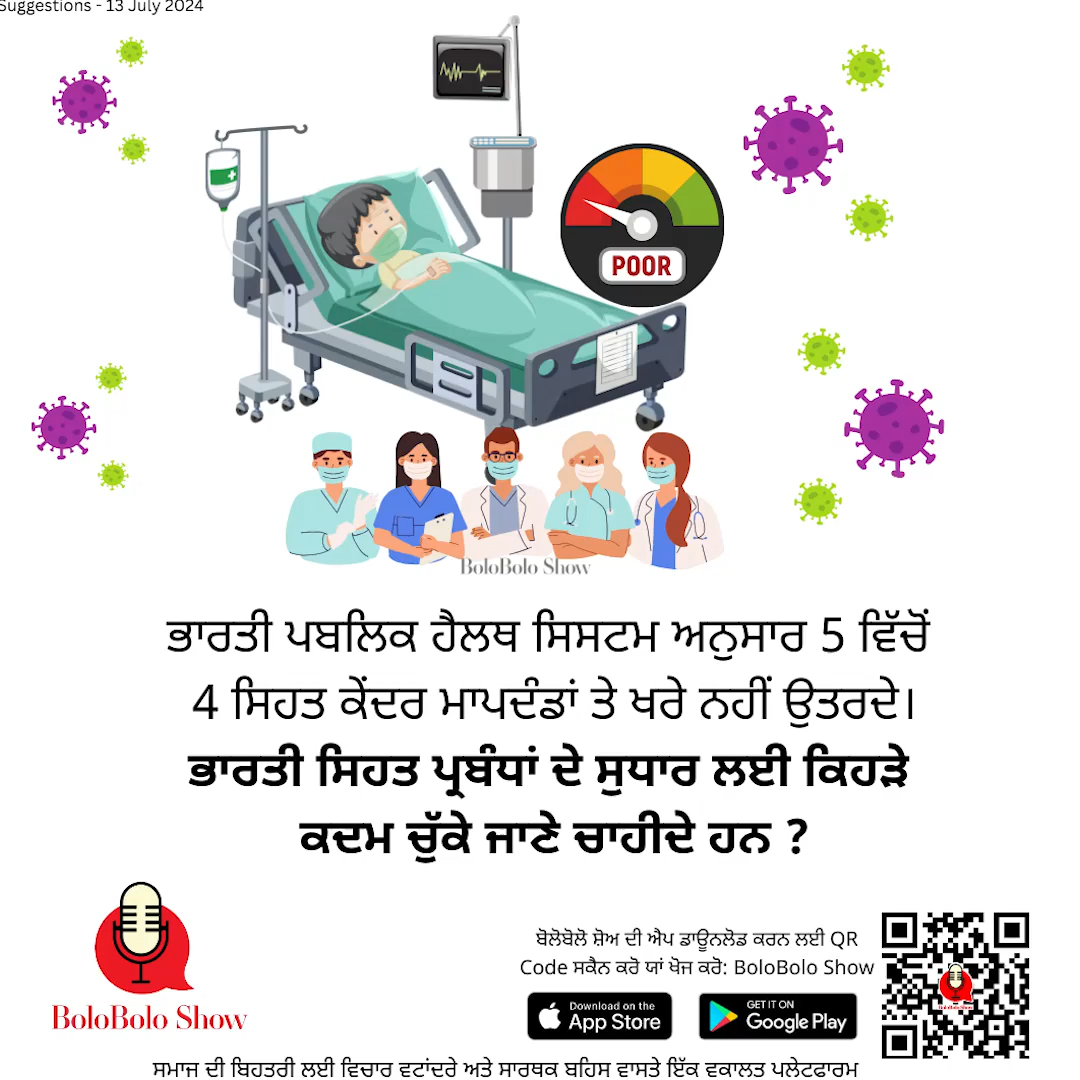 Suggestions - 13 July 2024
POOR
BoloBolo Show
ਭਾਰਤੀ ਪਬਲਿਕ ਹੈਲਥ ਸਿਸਟਮ ਅਨੁਸਾਰ 5 ਵਿੱਚੋਂ
4 ਸਿਹਤ ਕੇਂਦਰ ਮਾਪਦੰਡਾਂ ਤੇ ਖਰੇ ਨਹੀਂ ਉਤਰਦੇ।
ਭਾਰਤੀ ਸਿਹਤ ਪ੍ਰਬੰਧਾਂ ਦੇ ਸੁਧਾਰ ਲਈ ਕਿਹੜੇ
ਕਦਮ ਚੁੱਕੇ ਜਾਣੇ ਚਾਹੀਦੇ ਹਨ ?
ਬੋਲੋਬੋਲੋ ਸ਼ੋਅ ਦੀ ਐਪ ਡਾਊਨਲੋਡ ਕਰਨ ਲਈ QR
Code ਸਕੈਨ ਕਰੋ ਯਾਂ ਖੋਜ ਕਰੋ: BoloBolo Show
Download on the
App Store
GET IT ON
Google Play
BoloBolo Show
BoloBolo Show
ਸਮਾਜ ਦੀ ਬਿਹਤਰੀ ਲਈ ਵਿਚਾਰ ਵਟਾਂਦਰੇ ਅਤੇ ਸਾਰਥਕ ਬਹਿਸ ਵਾਸਤੇ ਇੱਕ ਵਕਾਲਤ ਪਲੇਟਫਾਰਮ